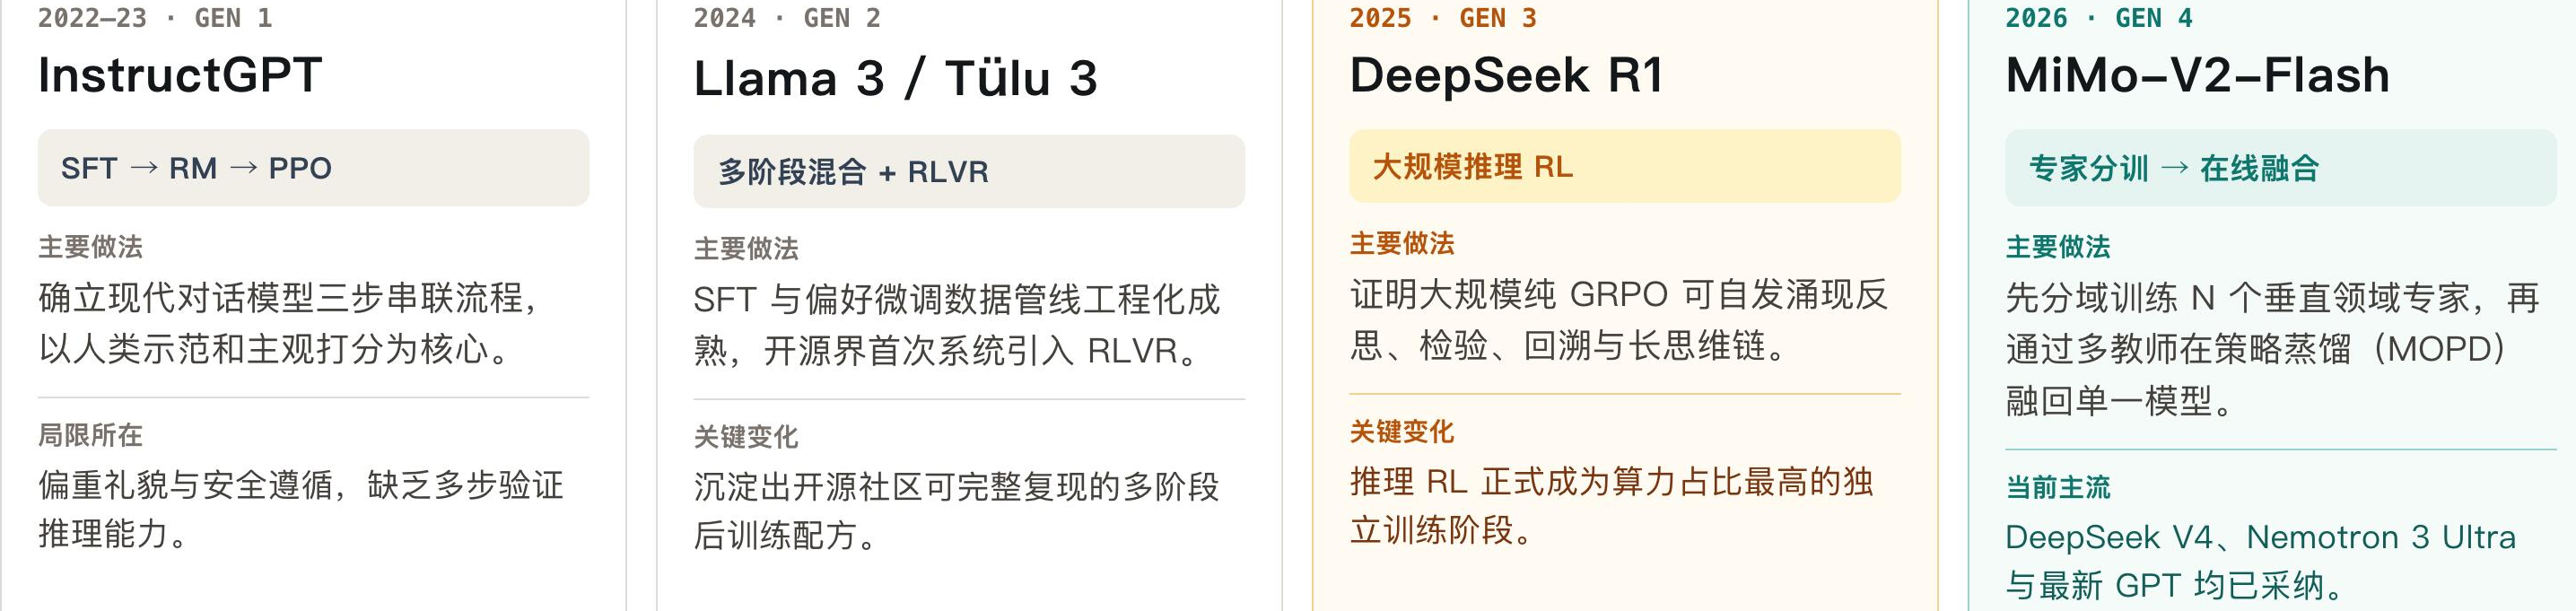 2022–23 · GEN 1
InstructGPT
SFT → RM → PPO
主要做法
确立现代对话模型三步串联流程，
以人类示范和主观打分为核心。
局限所在
偏重礼貌与安全遵循，缺乏多步验证
推理能力。
2024 · GEN 2
Llama 3 / Tülu 3
多阶段混合 + RLVR
主要做法
SFT 与偏好微调数据管线工程化成
熟，开源界首次系统引入 RLVR。
关键变化
沉淀出开源社区可完整复现的多阶段
后训练配方。
2025 · GEN 3
DeepSeek R1
大规模推理 RL
主要做法
证明大规模纯 GRPO 可自发涌现反
思、检验、回溯与长思维链。
关键变化
推理 RL 正式成为算力占比最高的独
立训练阶段。
2026 · GEN 4
MiMo–V2–Flash
专家分训 → 在线融合
主要做法
先分域训练 N 个垂直领域专家，再
通过多教师在策略蒸馏（MOPD）
融回单一模型。
当前主流
DeepSeek V4、Nemotron 3 Ultra
与最新 GPT 均已采纳。